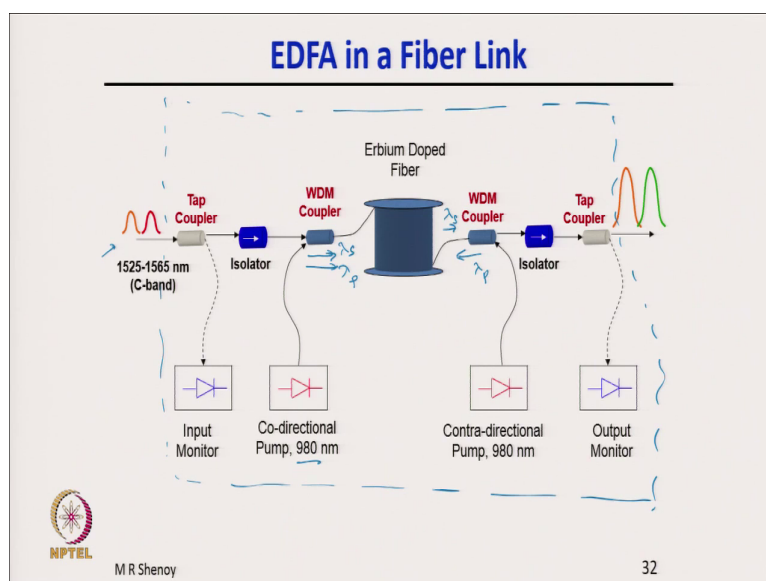 EDFA in a Fiber Link
Erbium Doped
Fiber
Tap
Coupler
WDM
Coupler
WDM
Coupler
Tap
Coupler
λs
λs
λp
λp
1525-1565 nm
(C-band)
Isolator
Isolator
Input
Monitor
Co-directional
Pump, 980 nm
Contra-directional
Pump, 980 nm
Output
Monitor
NPTEL
M R Shenoy
32